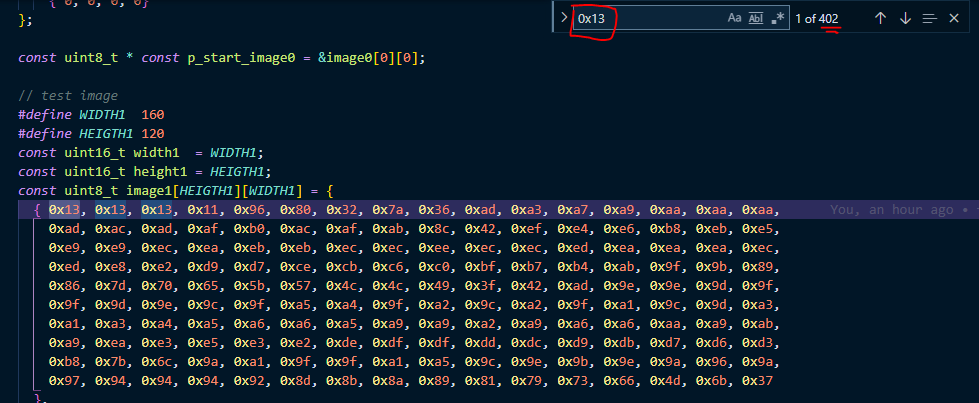 { 0, 0, 0, 0}
};
0x13
Aa Abl .* 1 of 402
const uint8_t * const p_start_image0 = &image0[0][0];
// test image
#define WIDTH1 160
#define HEIGTH1 120
const uint16_t width1 = WIDTH1;
const uint16_t height1 = HEIGTH1;
const uint8_t image1[HEIGTH1][WIDTH1] = {
{ 0x13, 0x13, 0x13, 0x11, 0x96, 0x80, 0x32, 0x7a, 0x36, 0xad, 0xa3, 0xa7, 0xa9, 0xaa, 0xaa, 0xaa, You, an hour ago •
0xad, 0xac, 0xad, 0xaf, 0xb0, 0xac, 0xaf, 0xab, 0x8c, 0x42, 0xef, 0xe4, 0xe6, 0xb8, 0xeb, 0xe5,
0xe9, 0xe9, 0xec, 0xea, 0xeb, 0xeb, 0xec, 0xec, 0xee, 0xec, 0xec, 0xed, 0xea, 0xea, 0xea, 0xec,
0xed, 0xe8, 0xe2, 0xd9, 0xd7, 0xce, 0xcb, 0xc6, 0xc0, 0xbf, 0xb7, 0xb4, 0xab, 0x9f, 0x9b, 0x89,
0x86, 0x7d, 0x70, 0x65, 0x5b, 0x57, 0x4c, 0x4c, 0x49, 0x3f, 0x42, 0xad, 0x9e, 0x9e, 0x9d, 0x9f,
0x9f, 0x9d, 0x9e, 0x9c, 0x9f, 0xa5, 0xa4, 0x9f, 0xa2, 0x9c, 0xa2, 0x9f, 0xa1, 0x9c, 0x9d, 0xa3,
0xa1, 0xa3, 0xa4, 0xa5, 0xa6, 0xa6, 0xa5, 0xa9, 0xa9, 0xa2, 0xa9, 0xa6, 0xa6, 0xaa, 0xa9, 0xab,
0xa9, 0xea, 0xe3, 0xe5, 0xe3, 0xe2, 0xde, 0xdf, 0xdf, 0xdd, 0xdc, 0xd9, 0xdb, 0xd7, 0xd6, 0xd3,
0xb8, 0x7b, 0x6c, 0x9a, 0xa1, 0x9f, 0x9f, 0xa1, 0xa5, 0x9c, 0x9e, 0x9b, 0x9e, 0x9a, 0x96, 0x9a,
0x97, 0x94, 0x94, 0x94, 0x92, 0x8d, 0x8b, 0x8a, 0x89, 0x81, 0x79, 0x73, 0x66, 0x4d, 0x6b, 0x37
},